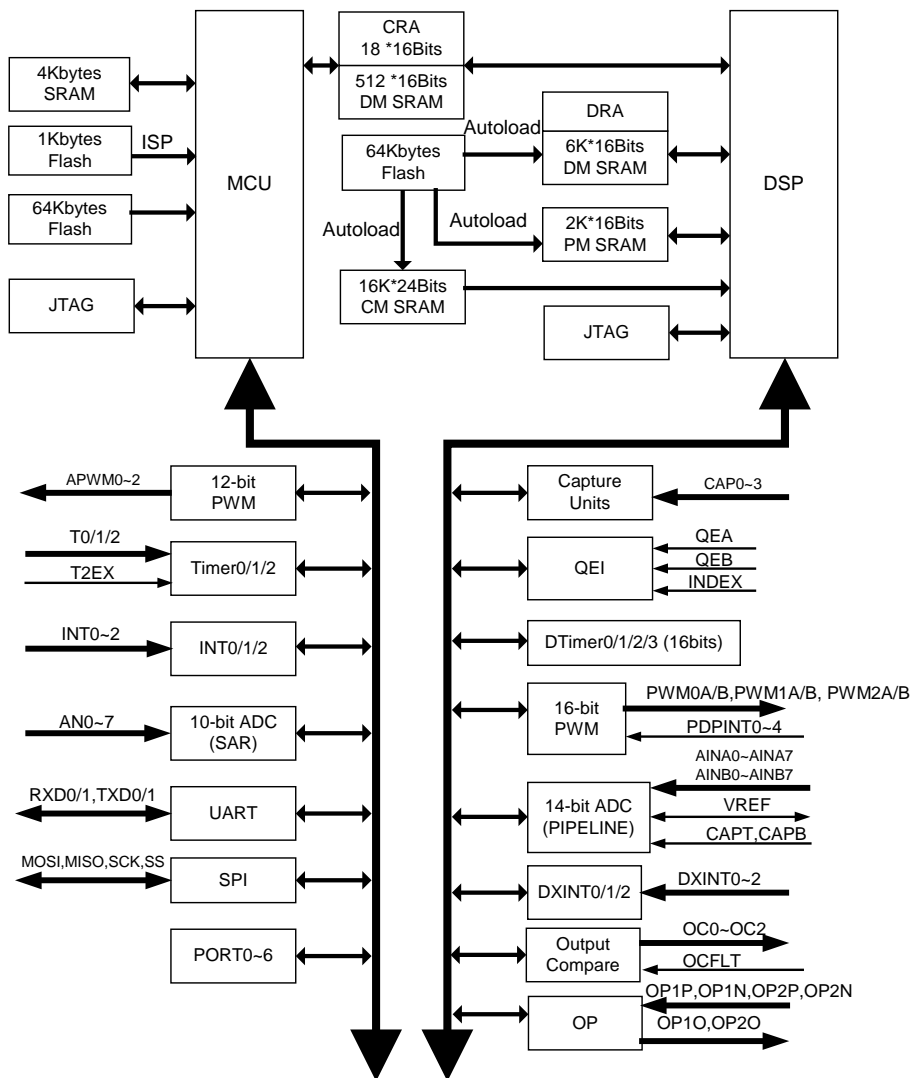 CRA
18 *16Bits
512 *16Bits
DM SRAM
4Kbytes
SRAM
1Kbytes
Flash
ISP
64Kbytes
Flash
JTAG
MCU
64Kbytes
Flash
Autoload
Autoload
Autoload
DRA
6K*16Bits
DM SRAM
2K*16Bits
PM SRAM
16K*24Bits
CM SRAM
JTAG
DSP
APWM0~2
12-bit
PWM
T0/1/2
T2EX
Timer0/1/2
INT0~2
INT0/1/2
AN0~7
10-bit ADC
(SAR)
RXD0/1,TXD0/1
UART
MOSI,MISO,SCK,SS
SPI
PORT0~6
Capture
Units
CAP0~3
QEI
QEA
QEB
INDEX
DTimer0/1/2/3 (16bits)
16-bit
PWM
PWM0A/B,PWM1A/B, PWM2A/B
PDPINT0~4
14-bit ADC
(PIPELINE)
AINA0~AINA7
AINB0~AINB7
VREF
CAPT,CAPB
DXINT0/1/2
DXINT0~2
Output
Compare
OC0~OC2
OCFLT
OP
OP1P,OP1N,OP2P,OP2N
OP1O,OP2O